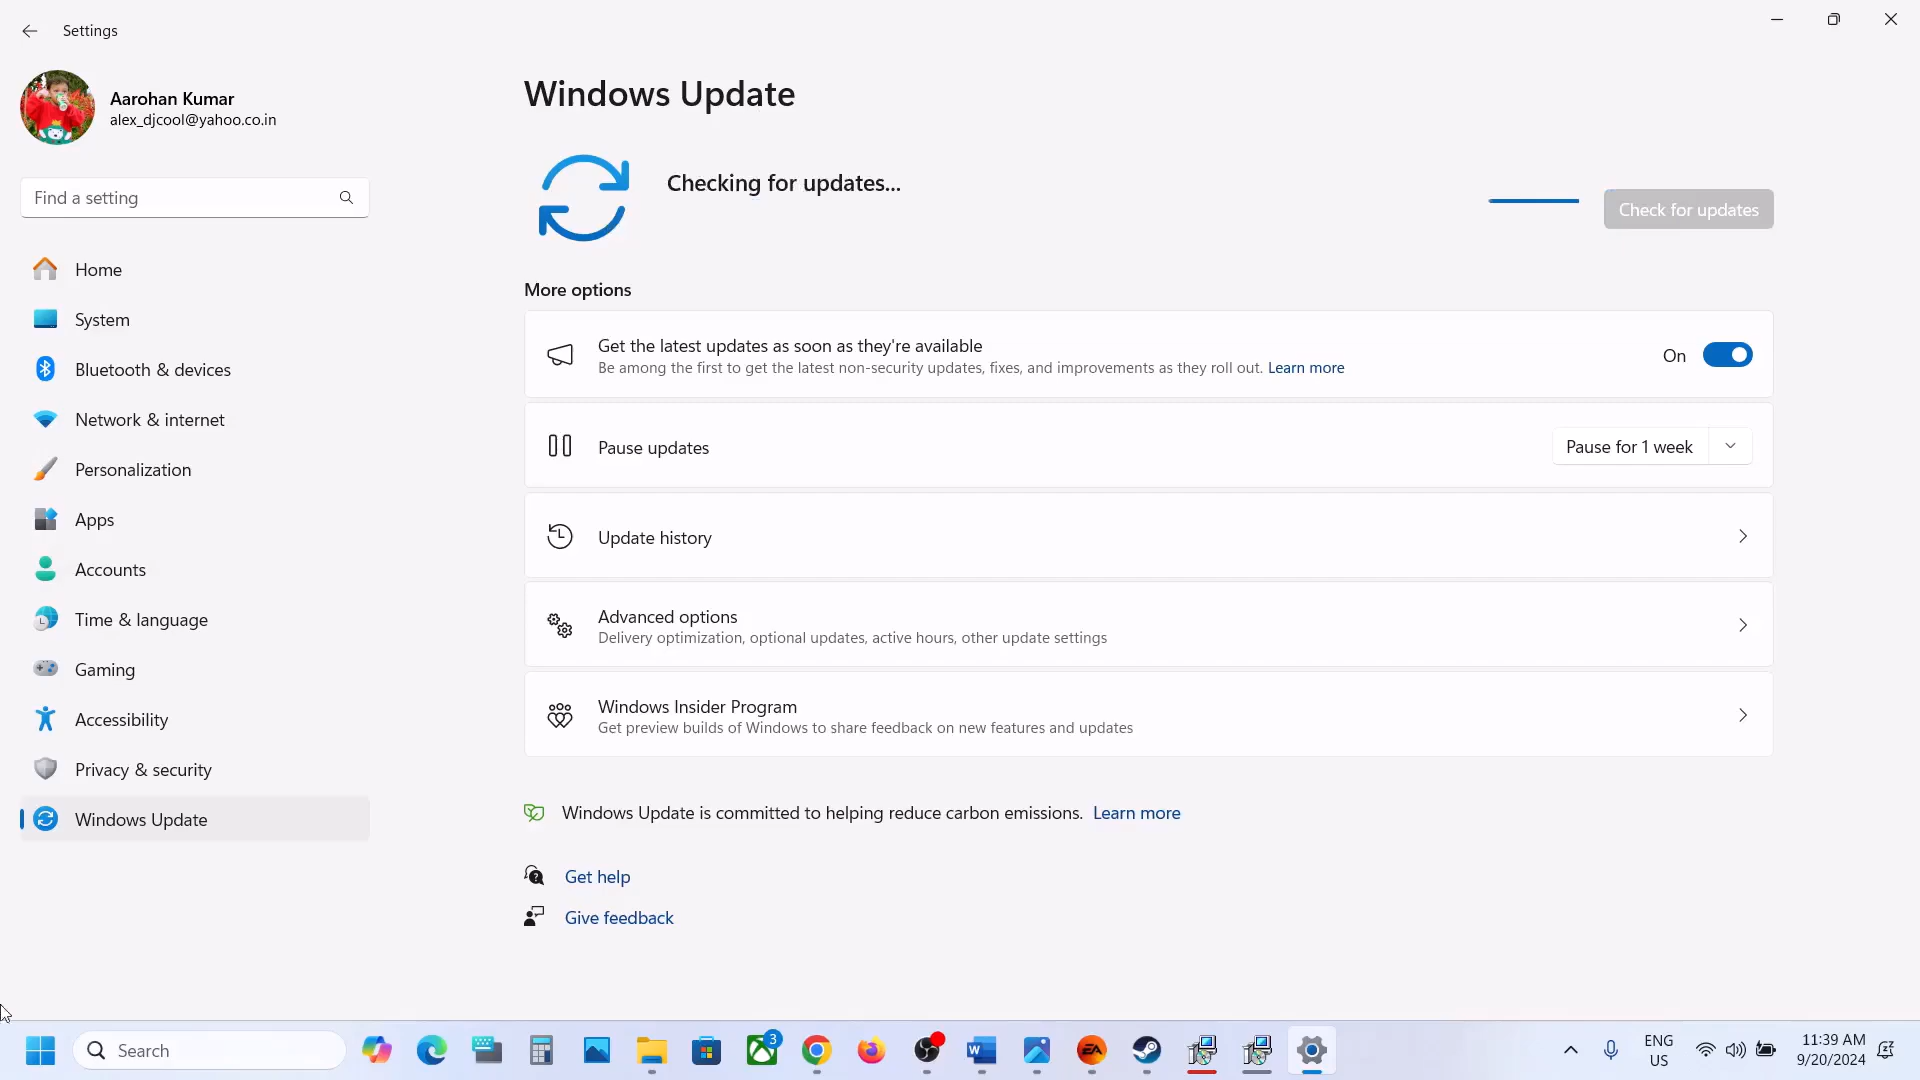 Settings
Aarohan Kumar
alex_djcool@yahoo.co.in
Find a setting
Home
System
Bluetooth & devices
Network & internet
Personalization
Apps
Accounts
Time & language
Gaming
Accessibility
Privacy & security
Windows Update
Windows Update
Checking for updates...
Check for updates
More options
Get the latest updates as soon as they're available
Be among the first to get the latest non-security updates, fixes, and improvements as they roll out. Learn more
On
Pause updates
Pause for 1 week
Update history
Advanced options
Delivery optimization, optional updates, active hours, other update settings
Windows Insider Program
Get preview builds of Windows to share feedback on new features and updates
Windows Update is committed to helping reduce carbon emissions. Learn more
Get help
Give feedback
Search
3
W
EA
ENG
US
11:39 AM
9/20/2024